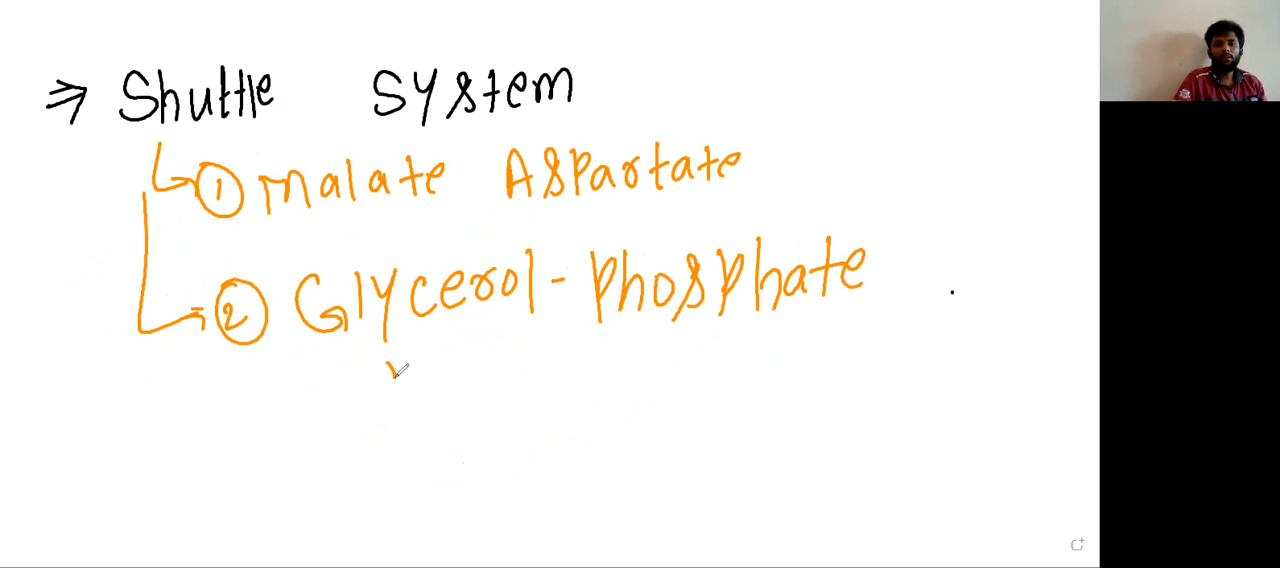 ⇒ Shuttle System
① malate Aspartate
② Glycerol-phosphate